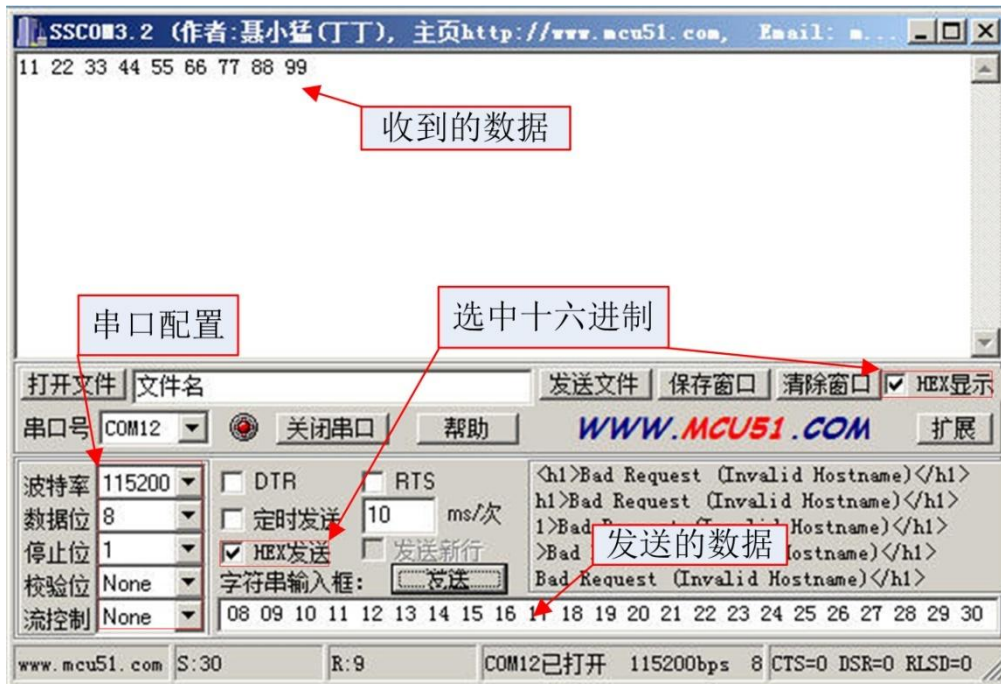 SSCOM3.2 (作者:聂小猛(丁丁), 主页http://www.mcu51.com, Email: m...
11 22 33 44 55 66 77 88 99
收到的数据
串口配置
选中十六进制
打开文件 文件名 发送文件 保存窗口 清除窗口 HEX显示
串口号 COM12 关闭串口 帮助 WWW.MCU51.COM 扩展
波特率 115200 DTR RTS
数据位 8 定时发送 10 ms/次
停止位 1 HEX发送 发送新行
校验位 None 字符串输入框: 发送
流控制 None 08 09 10 11 12 13 14 15 16 17 18 19 20 21 22 23 24 25 26 27 28 29 30
<h1>Bad Request (Invalid Hostname)</h1>
h1>Bad Request (Invalid Hostname)</h1>
1>Bad Hostname)</h1>
>Bad Hostname)</h1>
Bad Request (Invalid Hostname)</h1>
发送的数据
www.mcu51.com S:30 R:9 COM12已打开 115200bps 8 CTS=0 DSR=0 RLSD=0